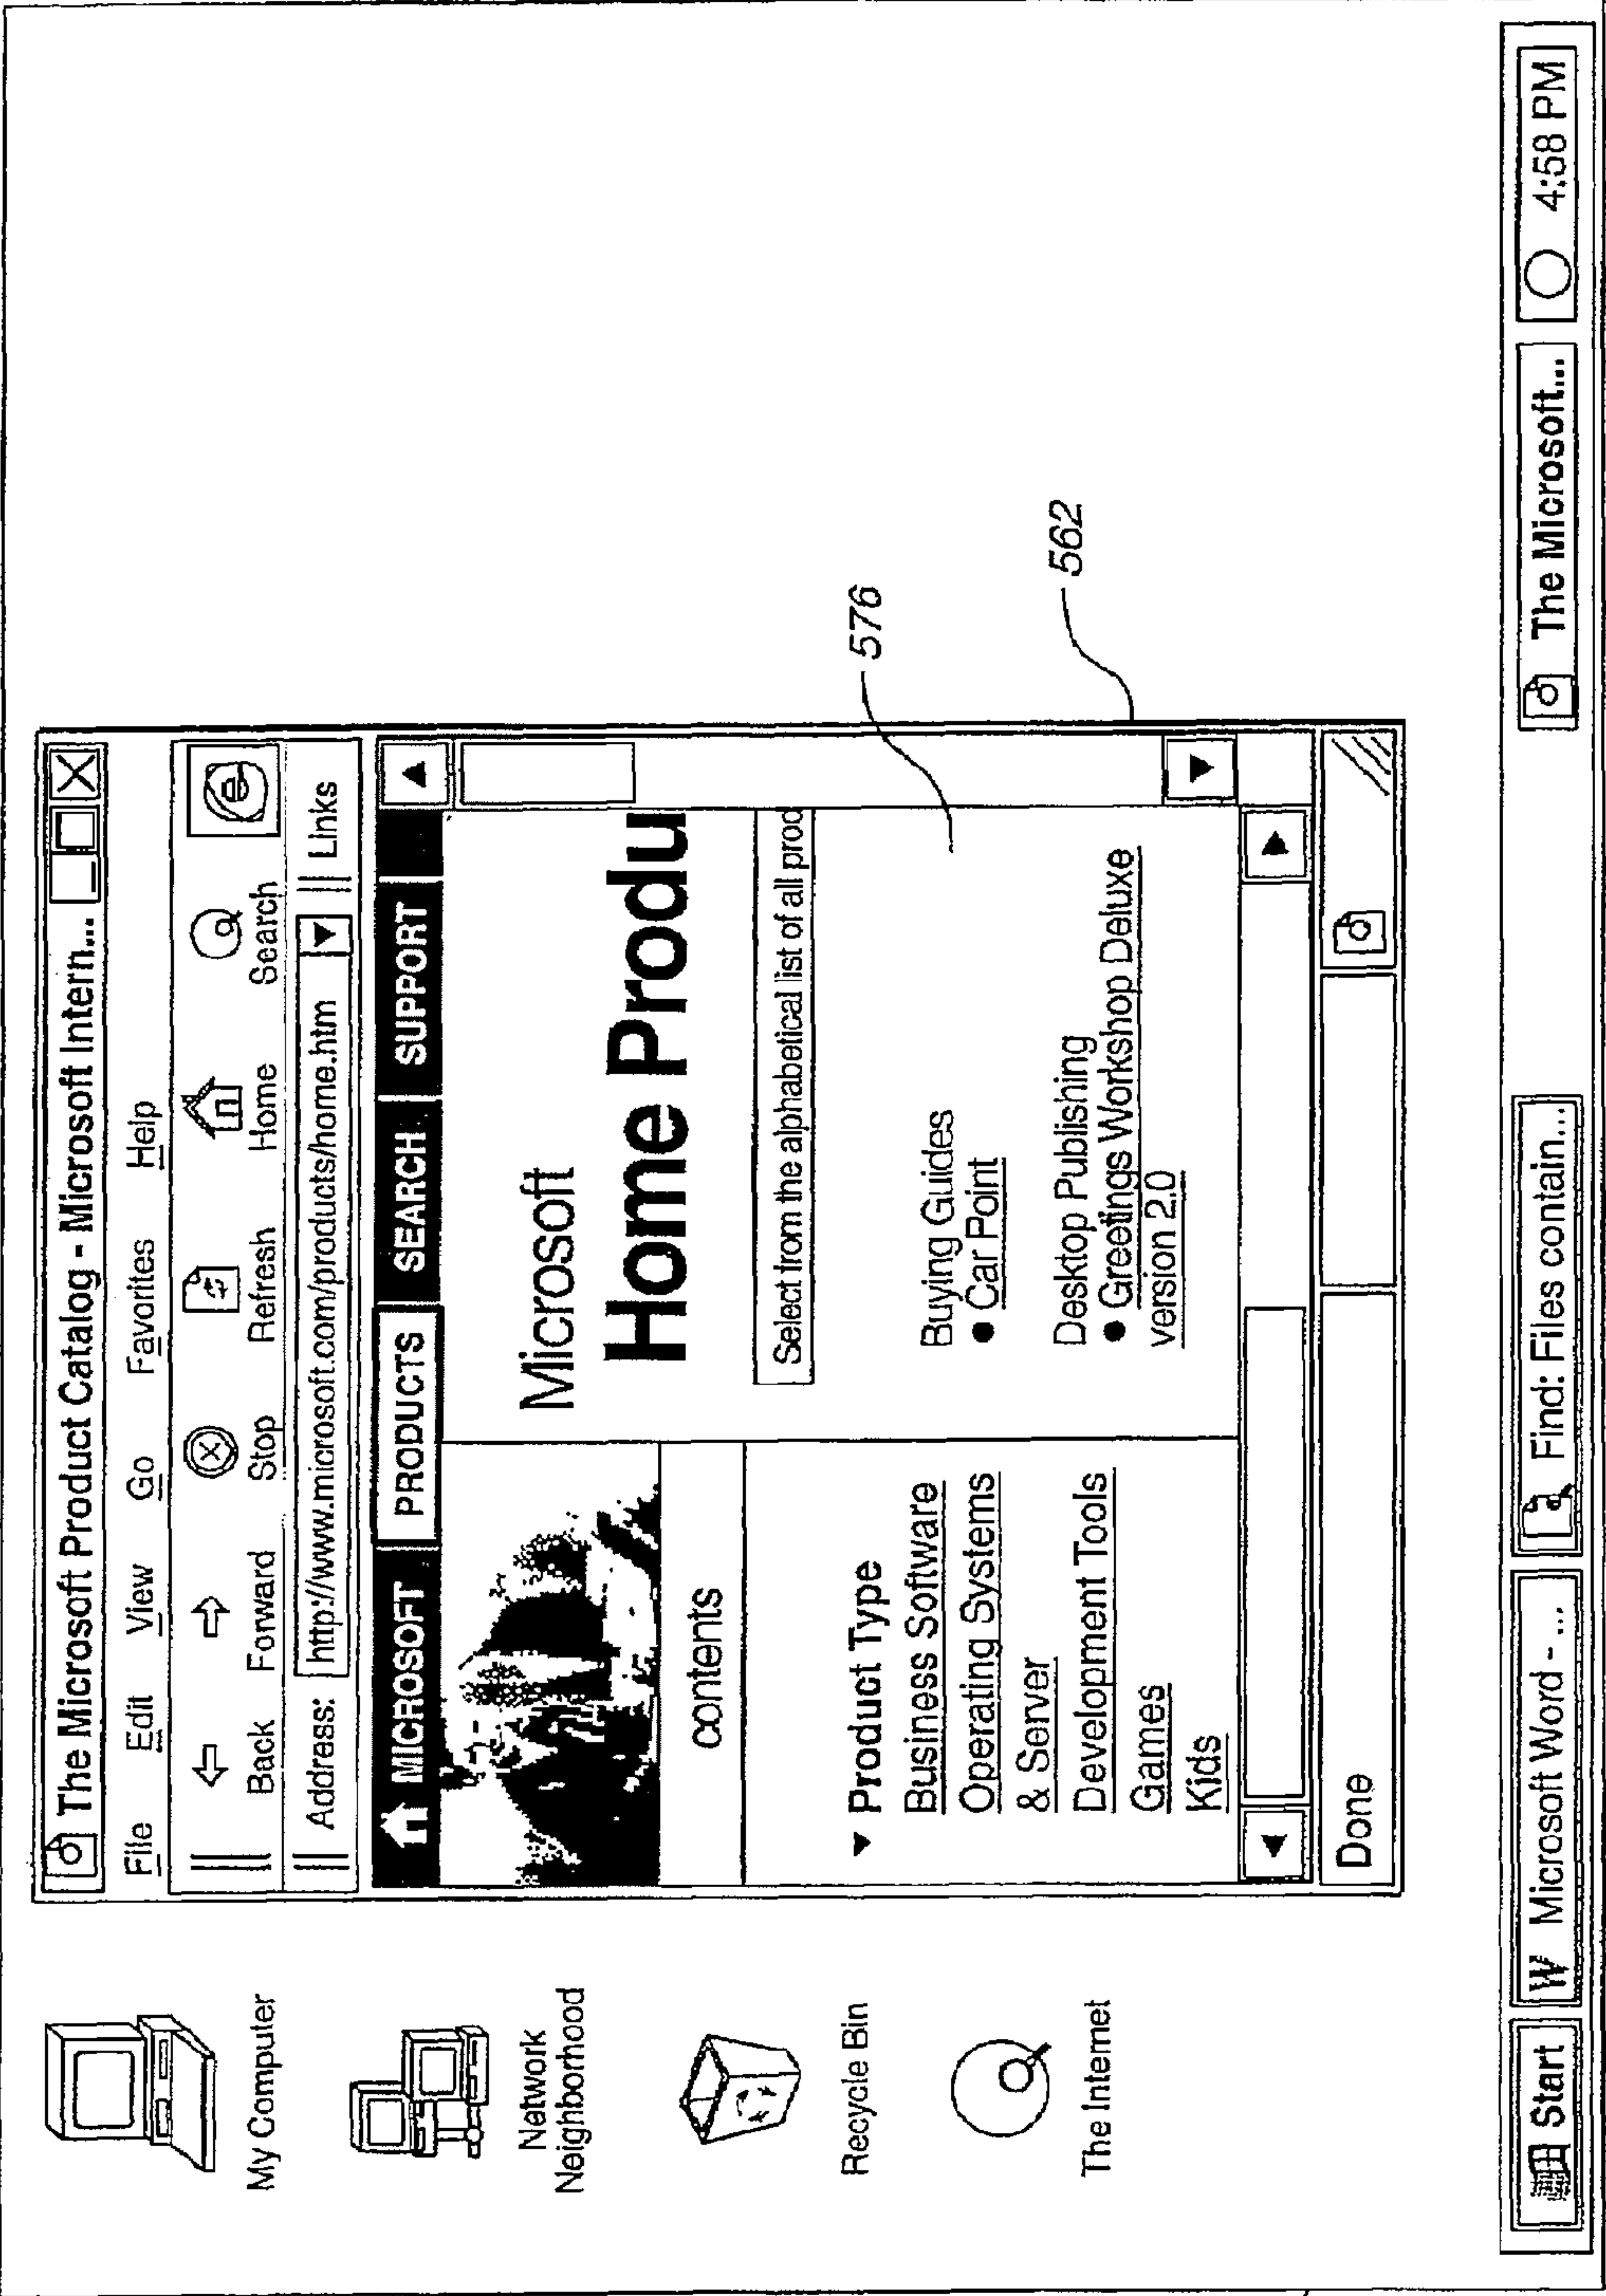 My Computer
Network
Neighborhood
Recycle Bin
The Internet
The Microsoft Product Catalog - Microsoft Intern...
File Edit View Go Favorites Help
Back Forward Stop Refresh Home Search
Address: http://www.microsoft.com/products/home.htm Links
MICROSOFT PRODUCTS SEARCH SUPPORT
contents
Product Type
Business Software
Operating Systems
& Server
Development Tools
Games
Kids
Microsoft
Home Produ
Select from the alphabetical list of all prod
Buying Guides
• Car Point
Desktop Publishing
• Greetings Workshop Deluxe
version 2.0
Done
576
562
Start W Microsoft Word - ... Find: Files contain... The Microsoft... 4:58 PM